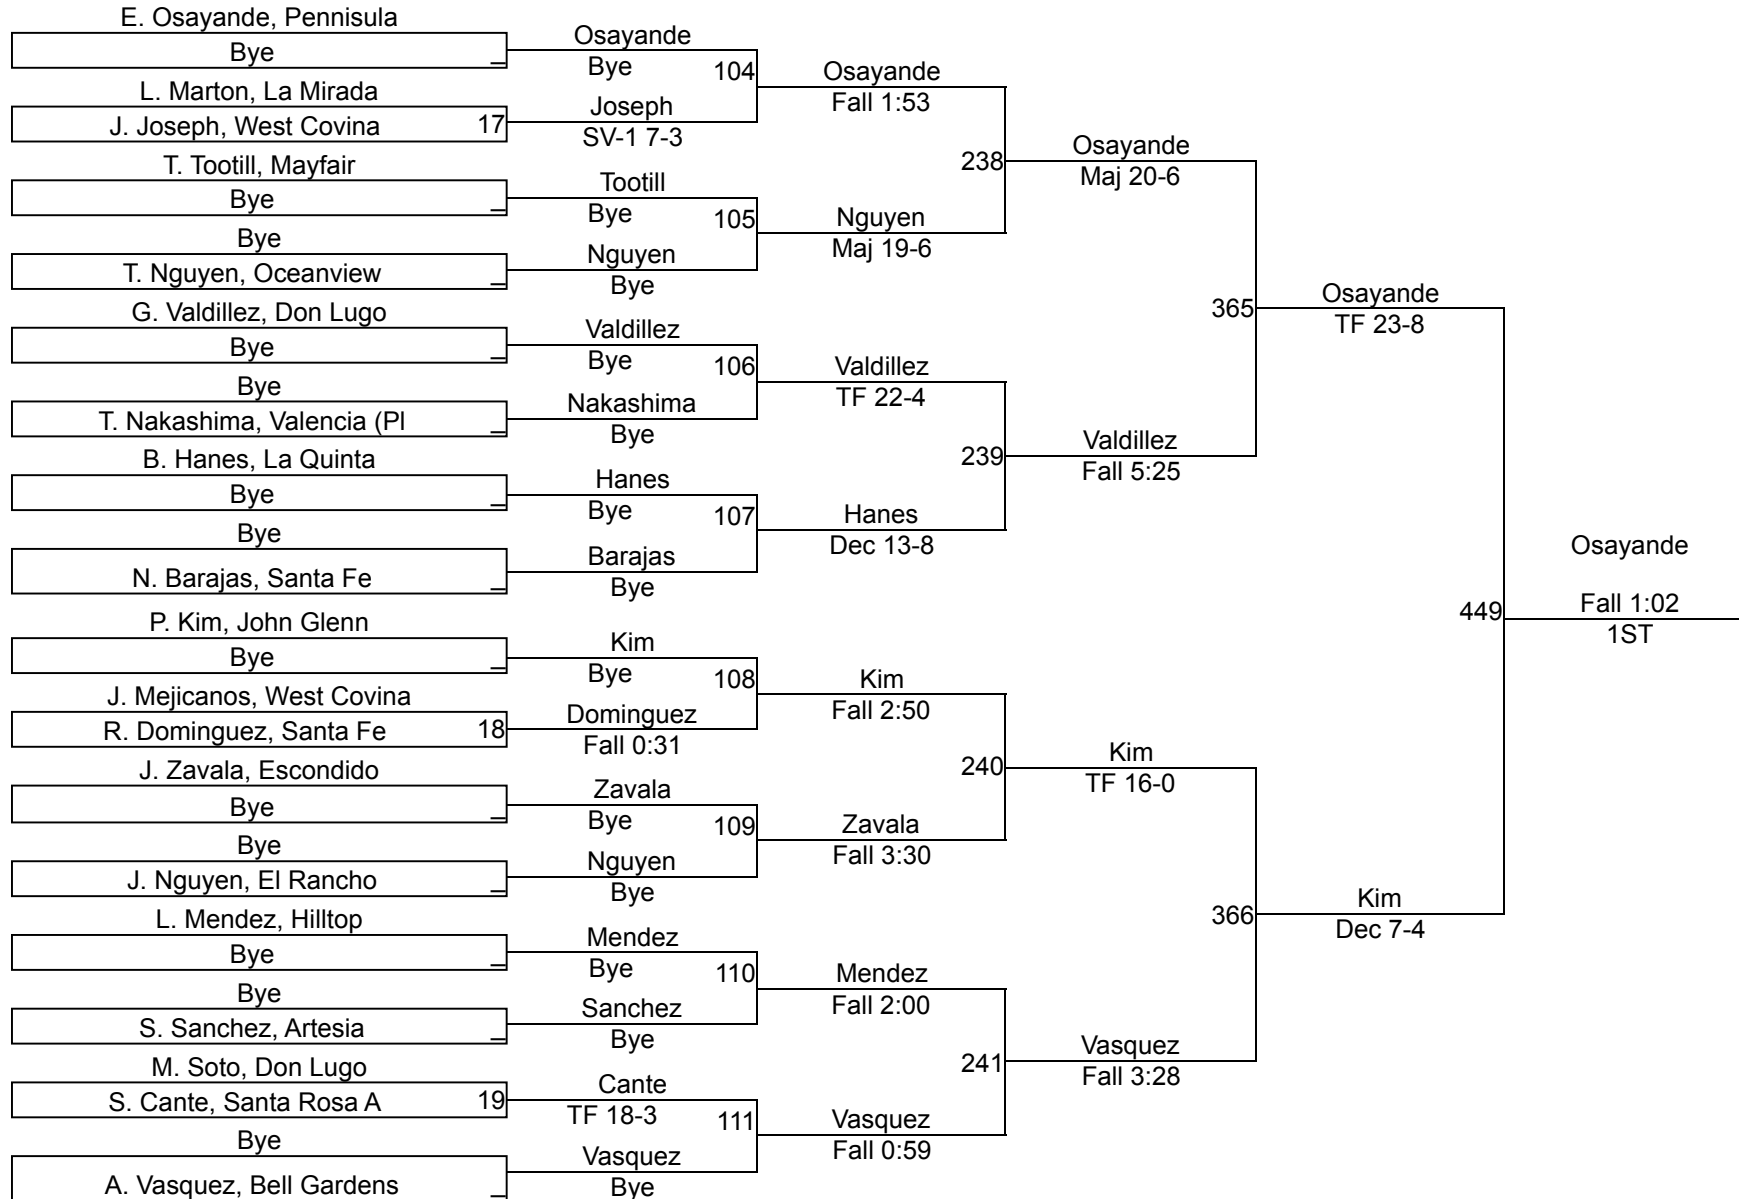 E. Osayande, Pennisula
Bye _
L. Marton, La Mirada
J. Joseph, West Covina 17
T. Tootill, Mayfair
Bye _
Bye
T. Nguyen, Oceanview _
G. Valdillez, Don Lugo
Bye _
Bye
T. Nakashima, Valencia (Pl _
B. Hanes, La Quinta
Bye _
Bye
N. Barajas, Santa Fe _
P. Kim, John Glenn
Bye _
J. Mejicanos, West Covina
R. Dominguez, Santa Fe 18
J. Zavala, Escondido
Bye _
Bye
J. Nguyen, El Rancho _
L. Mendez, Hilltop
Bye _
Bye
S. Sanchez, Artesia _
M. Soto, Don Lugo
S. Cante, Santa Rosa A 19
Bye
A. Vasquez, Bell Gardens _
Osayande
Bye 104
Joseph
SV-1 7-3
Tootill
Bye 105
Nguyen
Bye
Valdillez
Bye 106
Nakashima
Bye
Hanes
Bye 107
Barajas
Bye
Kim
Bye 108
Dominguez
Fall 0:31
Zavala
Bye 109
Nguyen
Bye
Mendez
Bye 110
Sanchez
Bye
Cante
TF 18-3 111
Vasquez
Bye
Osayande
Fall 1:53
238
Nguyen
Maj 19-6
Valdillez
TF 22-4
239
Hanes
Dec 13-8
Kim
Fall 2:50
240
Zavala
Fall 3:30
Mendez
Fall 2:00
241
Vasquez
Fall 0:59
Osayande
Maj 20-6
365
Valdillez
Fall 5:25
Kim
TF 16-0
366
Vasquez
Fall 3:28
Osayande
TF 23-8
449
Kim
Dec 7-4
Osayande
Fall 1:02
1ST